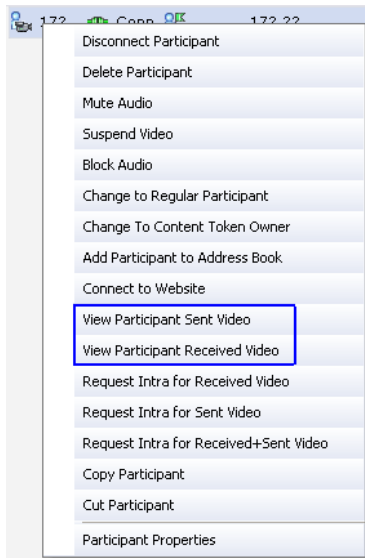 Disconnect Participant
Delete Participant
Mute Audio
Suspend Video
Block Audio
Change to Regular Participant
Change To Content Token Owner
Add Participant to Address Book
Connect to Website
View Participant Sent Video
View Participant Received Video
Request Intra for Received Video
Request Intra for Sent Video
Request Intra for Received+Sent Video
Copy Participant
Cut Participant
Participant Properties